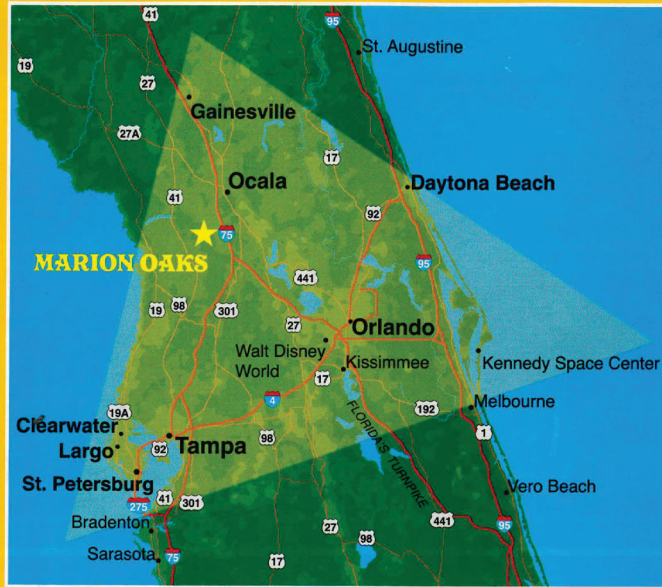 41
95
St. Augustine
19
27
Gainesville
27A
17
Ocala
41
Daytona Beach
92
75
MARION OAKS
95
441
19
98
301
27
Orlando
Walt Disney
World
Kissimmee
Kennedy Space Center
17
4
19A
192
Melbourne
Clearwater
FLORIDA'S TURNPIKE
1
Largo
92
Tampa
98
St. Petersburg
Vero Beach
41
301
275
441
Bradenton
27
95
98
Sarasota
75
17